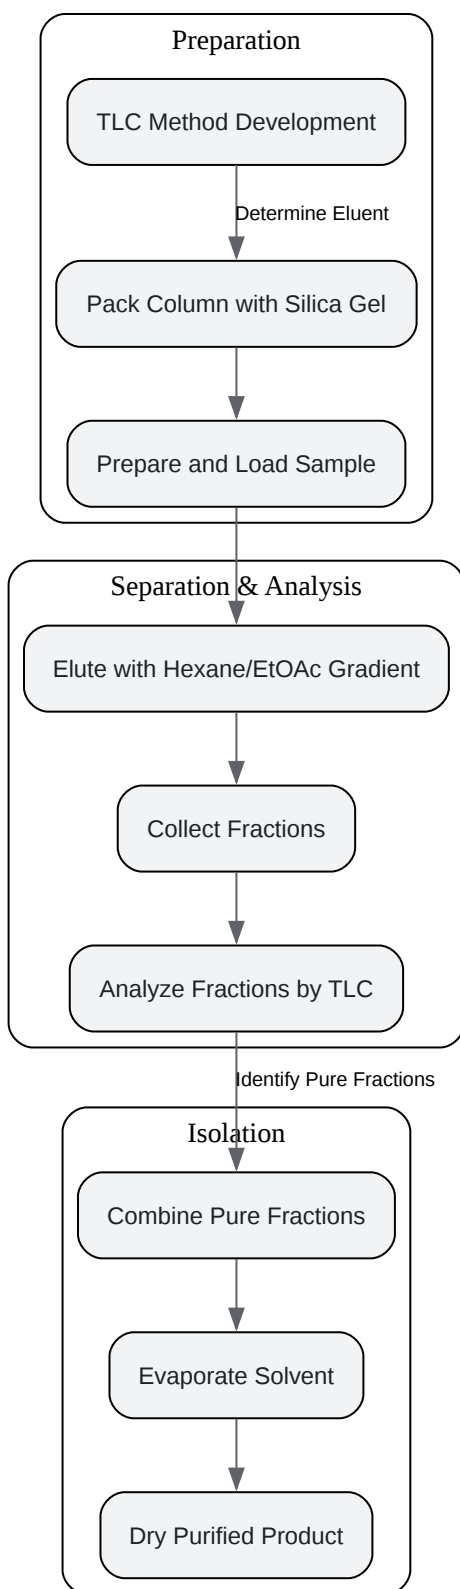 Preparation
TLC Method Development
Determine Eluent
Pack Column with Silica Gel
Prepare and Load Sample
Separation & Analysis
Elute with Hexane/EtOAc Gradient
Collect Fractions
Analyze Fractions by TLC
Identify Pure Fractions
Isolation
Combine Pure Fractions
Evaporate Solvent
Dry Purified Product